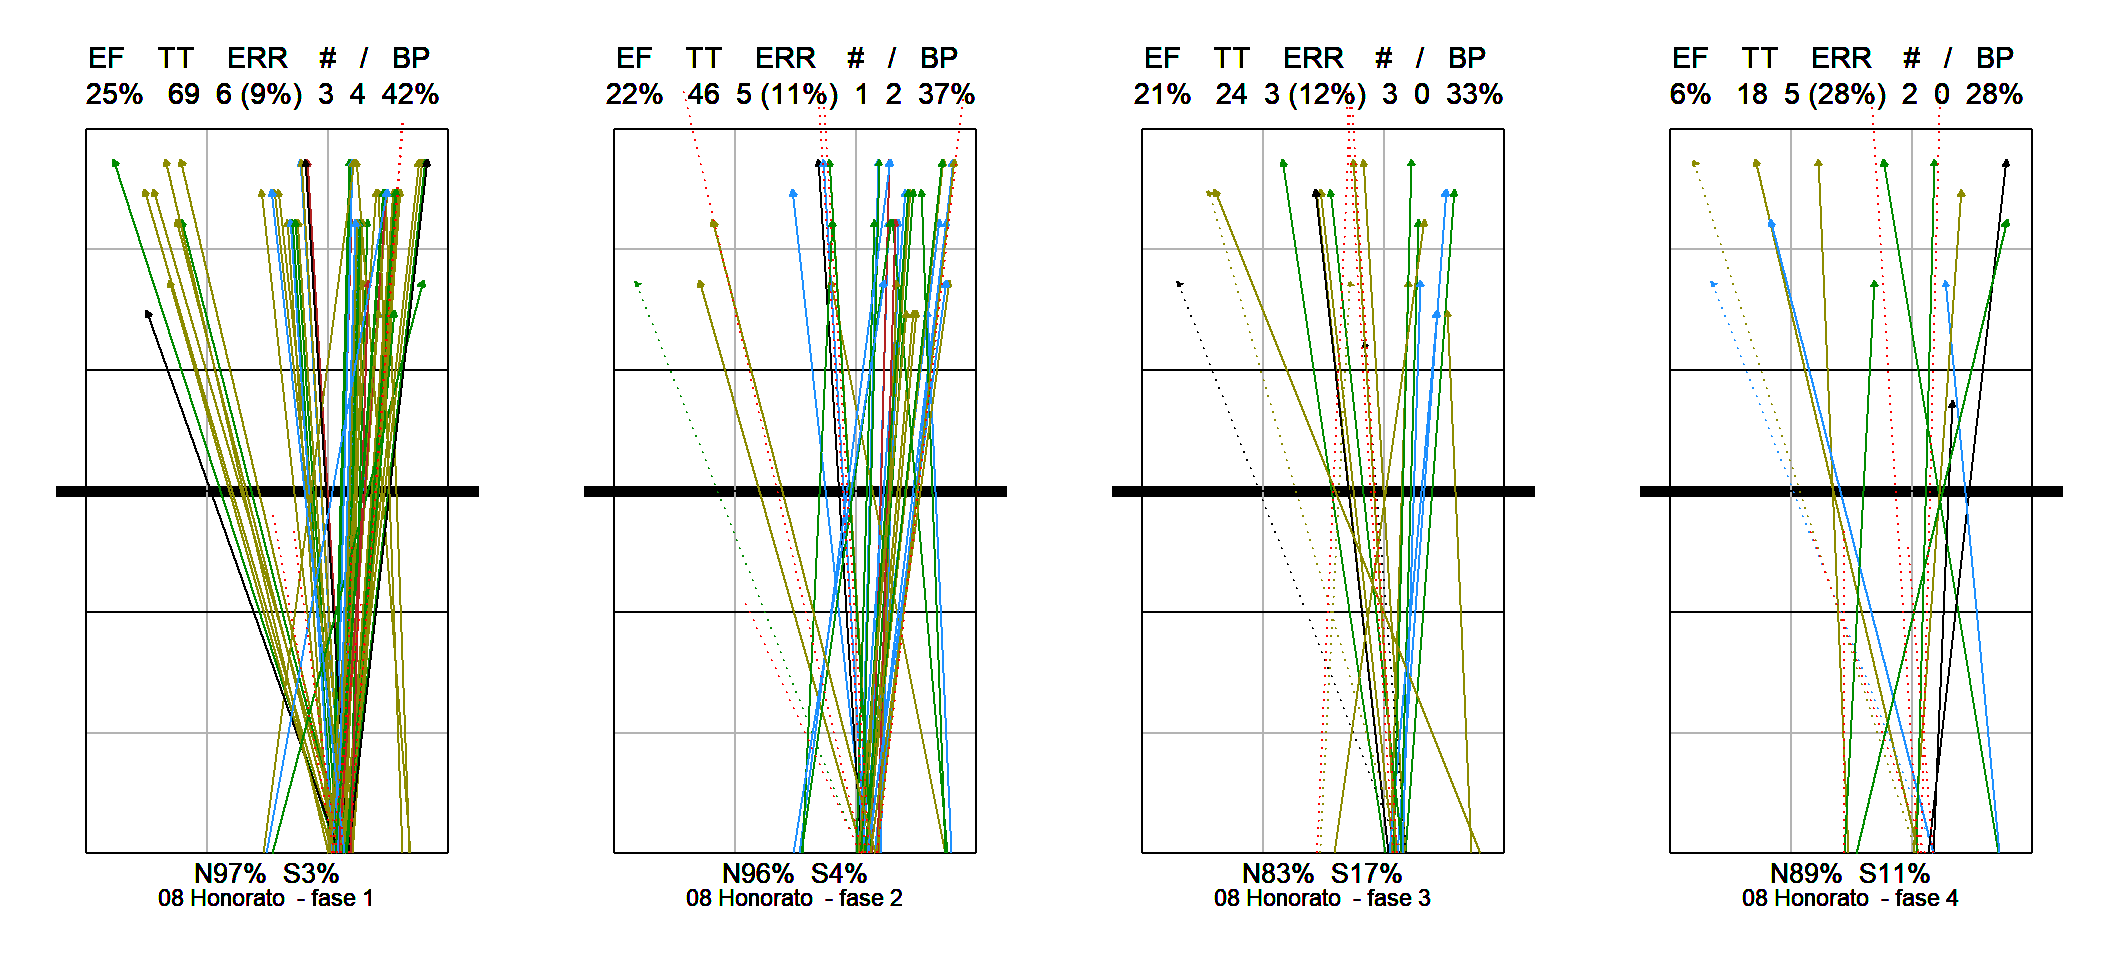 EF TT ERR # / BP
25% 69 6 (9%) 3 4 42%
N97% S3%
08 Honorato - fase 1
EF TT ERR # / BP
22% 46 5 (11%) 1 2 37%
N96% S4%
08 Honorato - fase 2
EF TT ERR # / BP
21% 24 3 (12%) 3 0 33%
N83% S17%
08 Honorato - fase 3
EF TT ERR # / BP
6% 18 5 (28%) 2 0 28%
N89% S11%
08 Honorato - fase 4